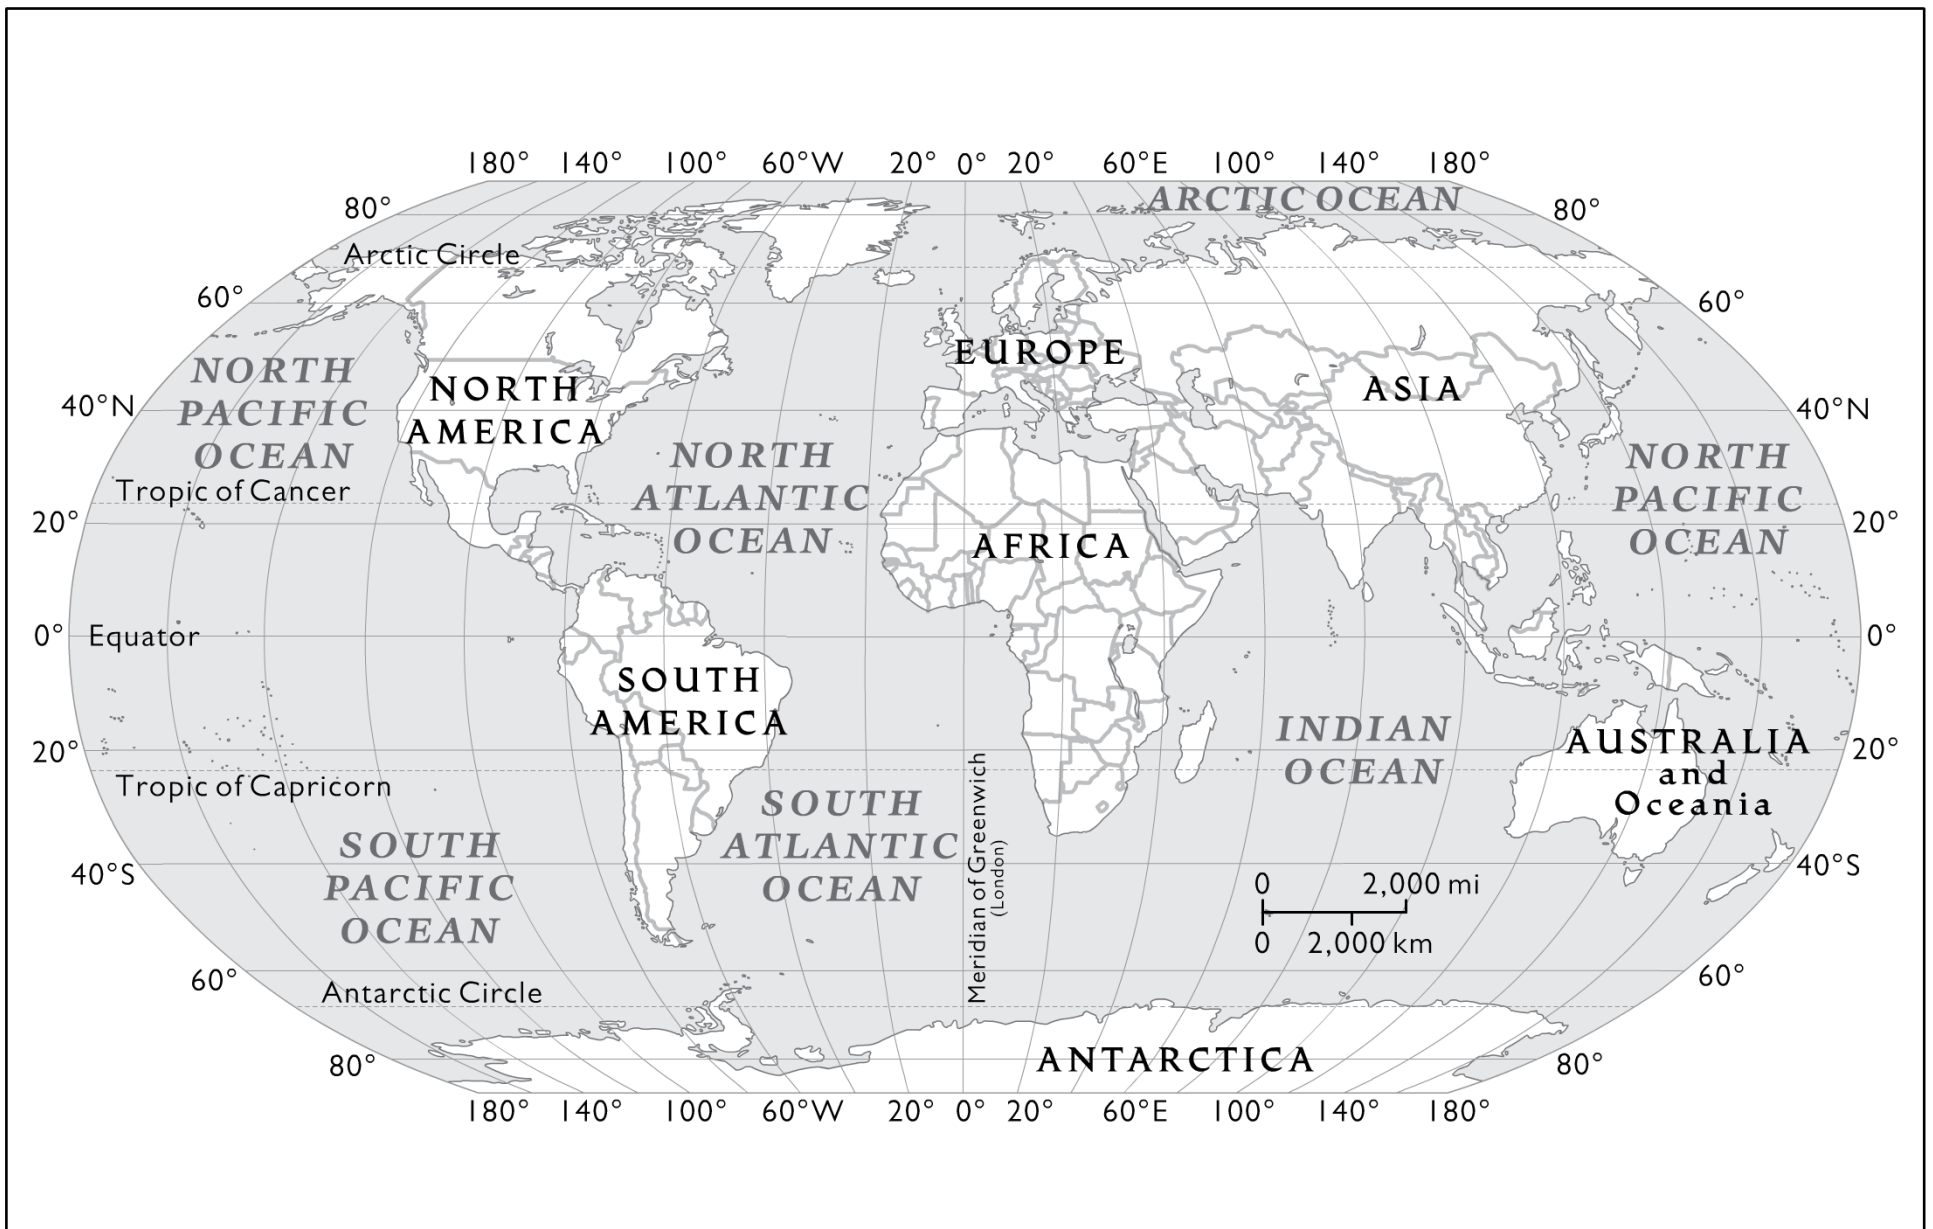 180° 140° 100° 60°W 20° 0° 20° 60°E 100° 140° 180°
ARCTIC OCEAN
80° 80°
Arctic Circle
60° 60°
EUROPE
NORTH
PACIFIC
OCEAN
NORTH
AMERICA
ASIA
40°N 40°N
NORTH
ATLANTIC
OCEAN
NORTH
PACIFIC
OCEAN
Tropic of Cancer
20° 20°
AFRICA
0° Equator 0°
SOUTH
AMERICA
INDIAN
OCEAN
AUSTRALIA
and
Oceania
20° 20°
Tropic of Capricorn
SOUTH
PACIFIC
OCEAN
SOUTH
ATLANTIC
OCEAN
Meridian of Greenwich
(London)
40°S 40°S
0 2,000 mi
0 2,000 km
60° 60°
Antarctic Circle
ANTARCTICA
80° 80°
180° 140° 100° 60°W 20° 0° 20° 60°E 100° 140° 180°